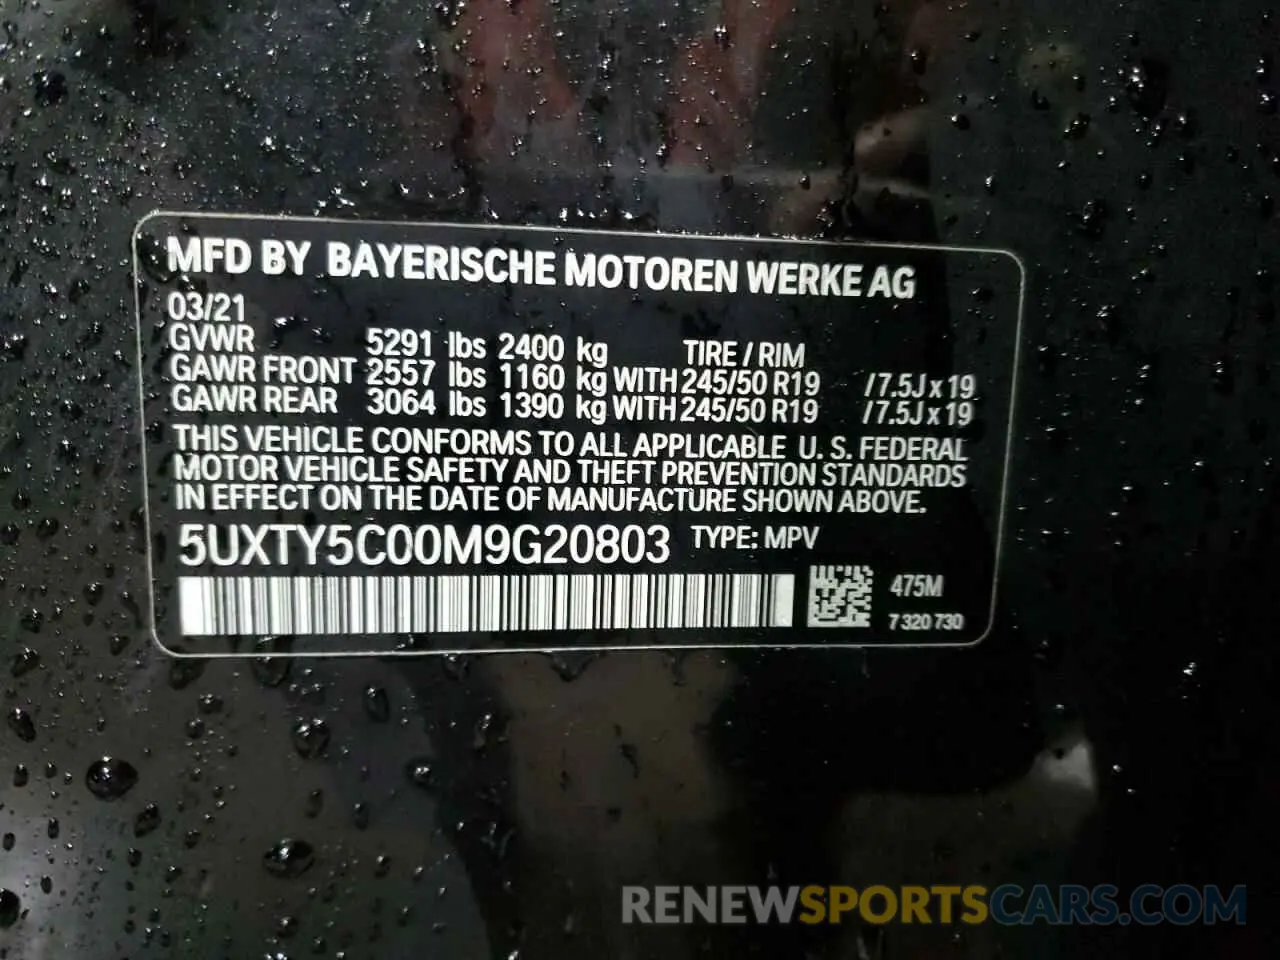 MFD BY BAYERISCHE MOTOREN WERKE AG
03/21
GVWR 5291 lbs 2400 kg TIRE / RIM
GAWR FRONT 2557 lbs 1160 kg WITH 245/50 R19 /7.5J x 19
GAWR REAR 3064 lbs 1390 kg WITH 245/50 R19 /7.5J x 19
THIS VEHICLE CONFORMS TO ALL APPLICABLE U. S. FEDERAL
MOTOR VEHICLE SAFETY AND THEFT PREVENTION STANDARDS
IN EFFECT ON THE DATE OF MANUFACTURE SHOWN ABOVE.
5UXTY5C00M9G20803 TYPE: MPV
475M
7 320 730
RENEWSPORTSCARS.COM